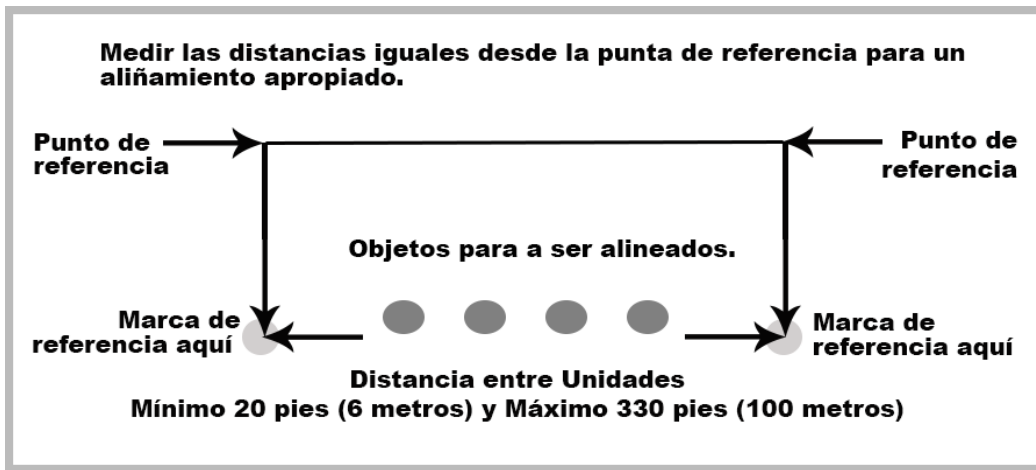 Medir las distancias iguales desde la punta de referencia para un
aliñamiento apropiado.
Punto de
referencia
Punto de
referencia
Objetos para a ser alineados.
Marca de
referencia aquí
Marca de
referencia aquí
Distancia entre Unidades
Mínimo 20 pies (6 metros) y Máximo 330 pies (100 metros)